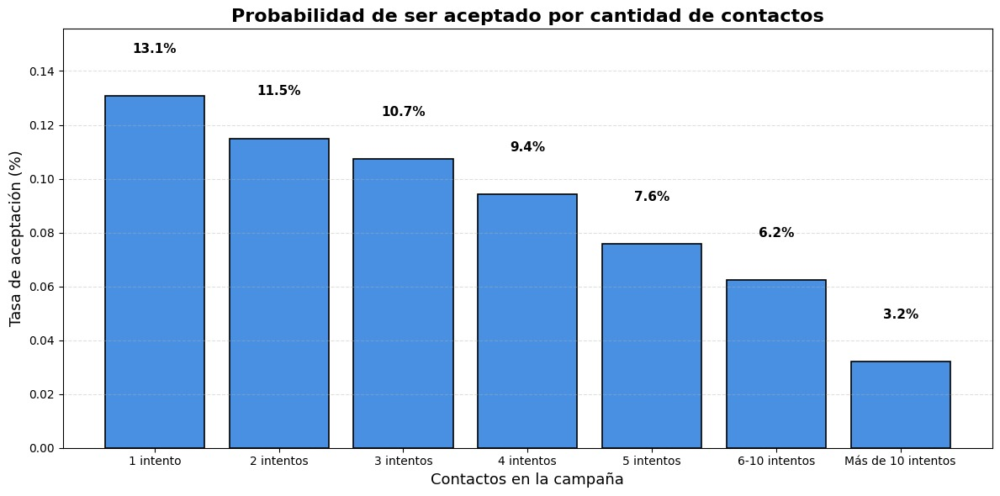 Probabilidad de ser aceptado por cantidad de contactos
13.1%
11.5%
10.7%
9.4%
7.6%
6.2%
3.2%
Tasa de aceptación (%)
0.14
0.12
0.10
0.08
0.06
0.04
0.02
0.00
1 intento
2 intentos
3 intentos
4 intentos
5 intentos
6-10 intentos
Más de 10 intentos
Contactos en la campaña